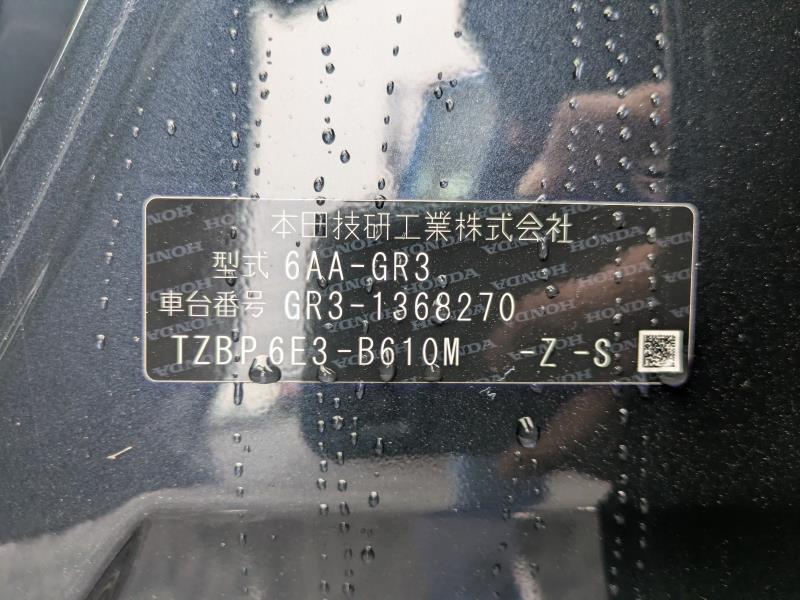 本田技研工業株式会社
型式 6AA-GR3
車台番号 GR3-1368270
TZBP6E3-B610M -Z-S